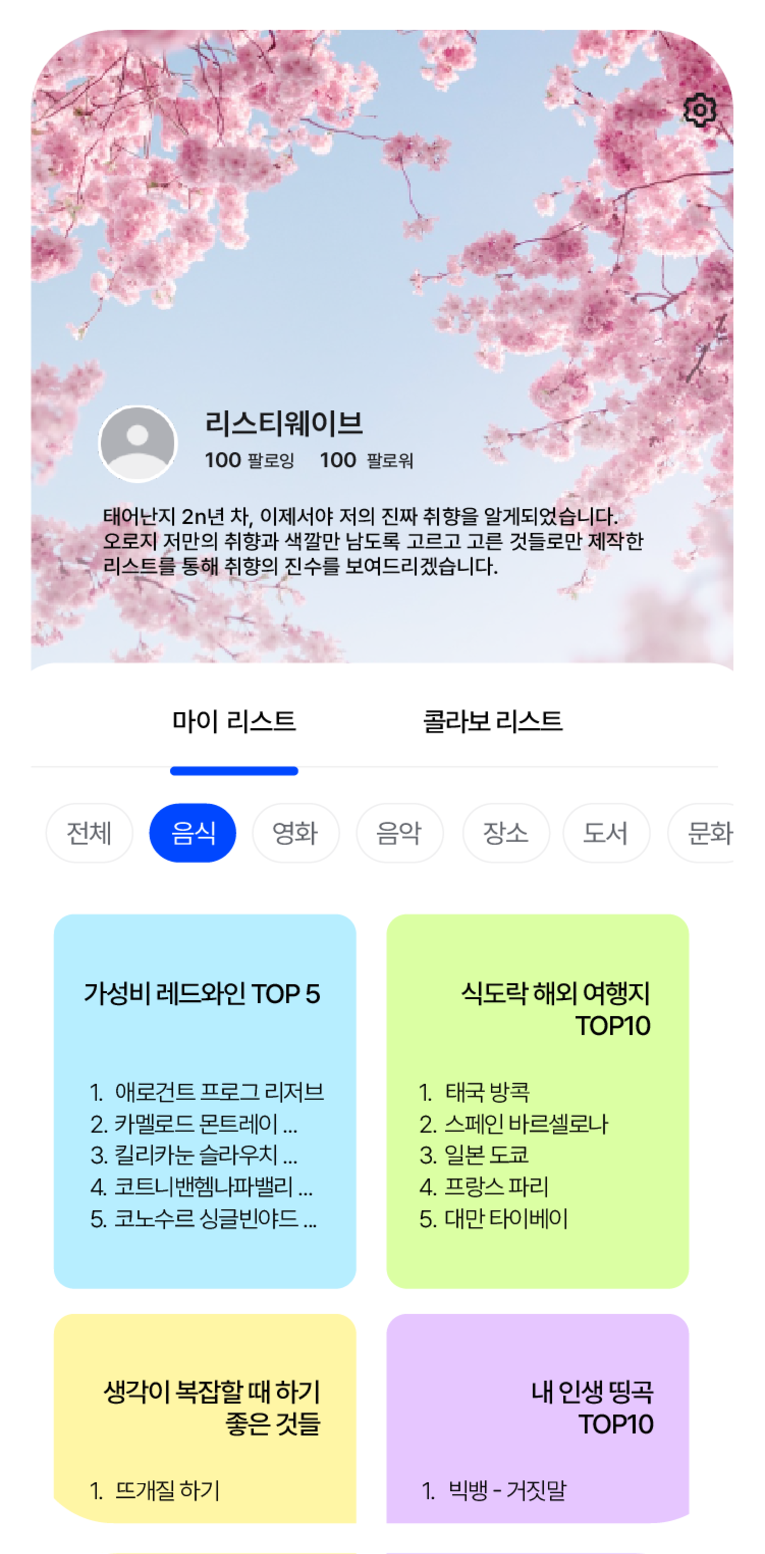 리스티웨이브
100 팔로잉 100 팔로워
태어난지 2n년 차, 이제서야 저의 진짜 취향을 알게되었습니다.
오로지 저만의 취향과 색깔만 남도록 고르고 고른 것들로만 제작한
리스트를 통해 취향의 진수를 보여드리겠습니다.
마이 리스트 콜라보 리스트
전체 음식 영화 음악 장소 도서 문화
가성비 레드와인 TOP 5
1. 애로건트 프로그 리저브
2. 카멜로드 몬트레이 ...
3. 킬리카눈 슬라우치 ...
4. 코트니밴헴나파밸리 ...
5. 코노수르 싱글빈야드 ...
식도락 해외 여행지
TOP10
1. 태국 방콕
2. 스페인 바르셀로나
3. 일본 도쿄
4. 프랑스 파리
5. 대만 타이베이
생각이 복잡할 때 하기
좋은 것들
1. 뜨개질 하기
내 인생 띵곡
TOP10
1. 빅뱅 - 거짓말